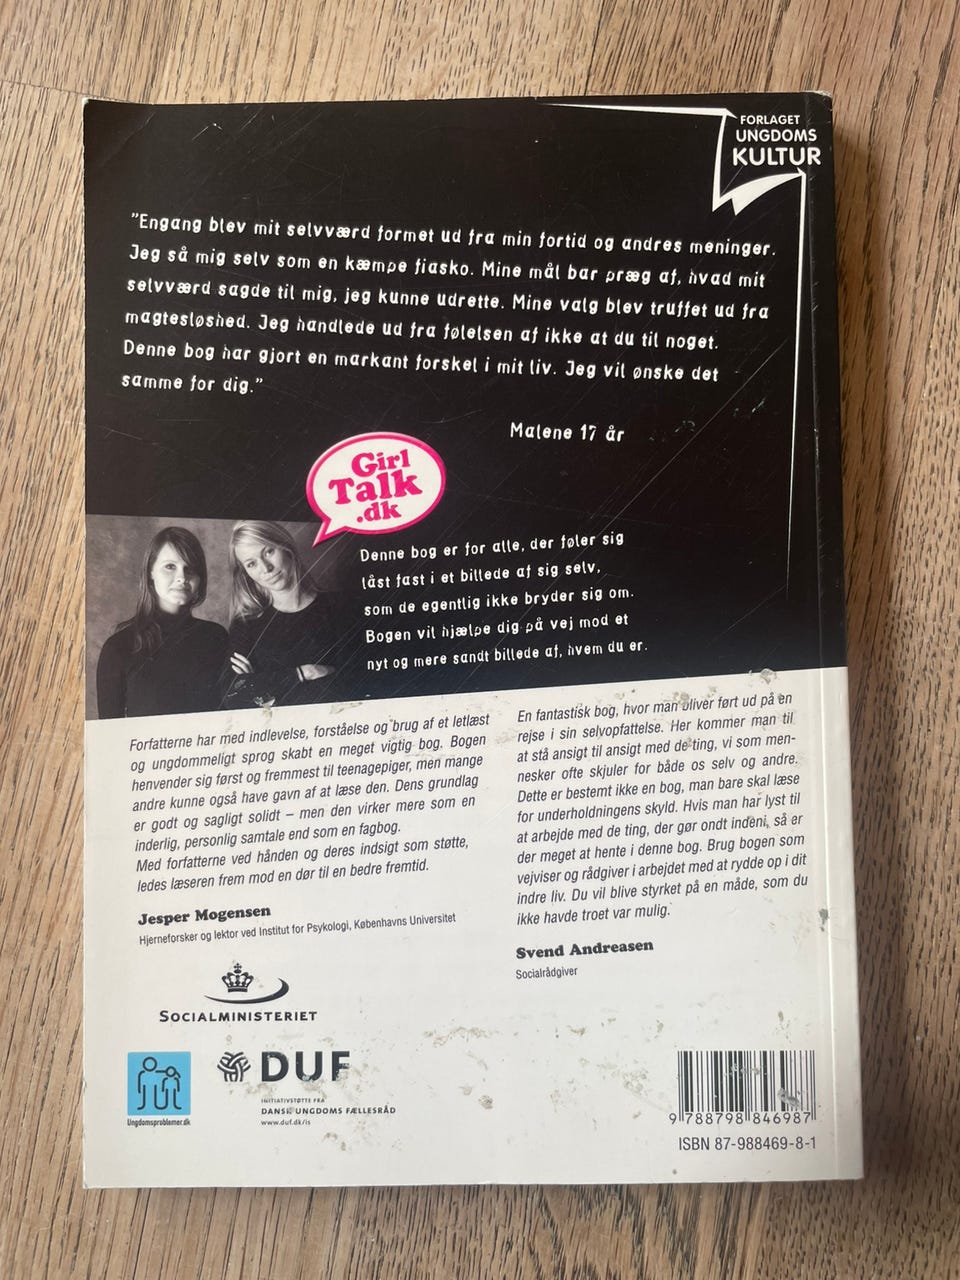 FORLAGET
UNGDOMS
KULTUR
"Engang blev mit selvværd formet ud fra min fortid og andres meninger.
Jeg så mig selv som en kæmpe fiasko. Mine mål bar præg af, hvad mit
selvværd sagde til mig, jeg kunne udrette. Mine valg blev truffet ud fra
magtesløshed. Jeg handlede ud fra følelsen af ikke at du til noget.
Denne bog har gjort en markant forskel i mit liv. Jeg vil ønske det
samme for dig."
Malene 17 år
Girl
Talk
.dk
Denne bog er for alle, der føler sig
låst fast i et billede af sig selv,
som de egentlig ikke bryder sig om.
Bogen vil hjælpe dig på vej mod et
nyt og mere sandt billede af, hvem du er.
Forfatterne har med indlevelse, forståelse og brug af et letlæst
og ungdommeligt sprog skabt en meget vigtig bog. Bogen
henvender sig først og fremmest til teenagepiger, men mange
andre kunne også have gavn af at læse den. Dens grundlag
er godt og sagligt solidt – men den virker mere som en
inderlig, personlig samtale end som en fagbog.
Med forfatterne ved hånden og deres indsigt som støtte,
ledes læseren frem mod en dør til en bedre fremtid.
Jesper Mogensen
Hjerneforsker og lektor ved Institut for Psykologi, Københavns Universitet
En fantastisk bog, hvor man bliver ført ud på en
rejse i sin selvopfattelse. Her kommer man til
at stå ansigt til ansigt med de ting, vi som men-
nesker ofte skjuler for både os selv og andre.
Dette er bestemt ikke en bog, man bare skal læse
for underholdningens skyld. Hvis man har lyst til
at arbejde med de ting, der gør ondt indeni, så er
der meget at hente i denne bog. Brug bogen som
vejviser og rådgiver i arbejdet med at rydde op i dit
indre liv. Du vil blive styrket på en måde, som du
ikke havde troet var mulig.
Svend Andreasen
Socialrådgiver
SOCIALMINISTERIET
Ungdomsproblemer.dk
DUF
INITIATIVSTØTTE FRA
DANSK UNGDOMS FÆLLESRÅD
www.duf.dk/is
9 788798 846987
ISBN 87-988469-8-1